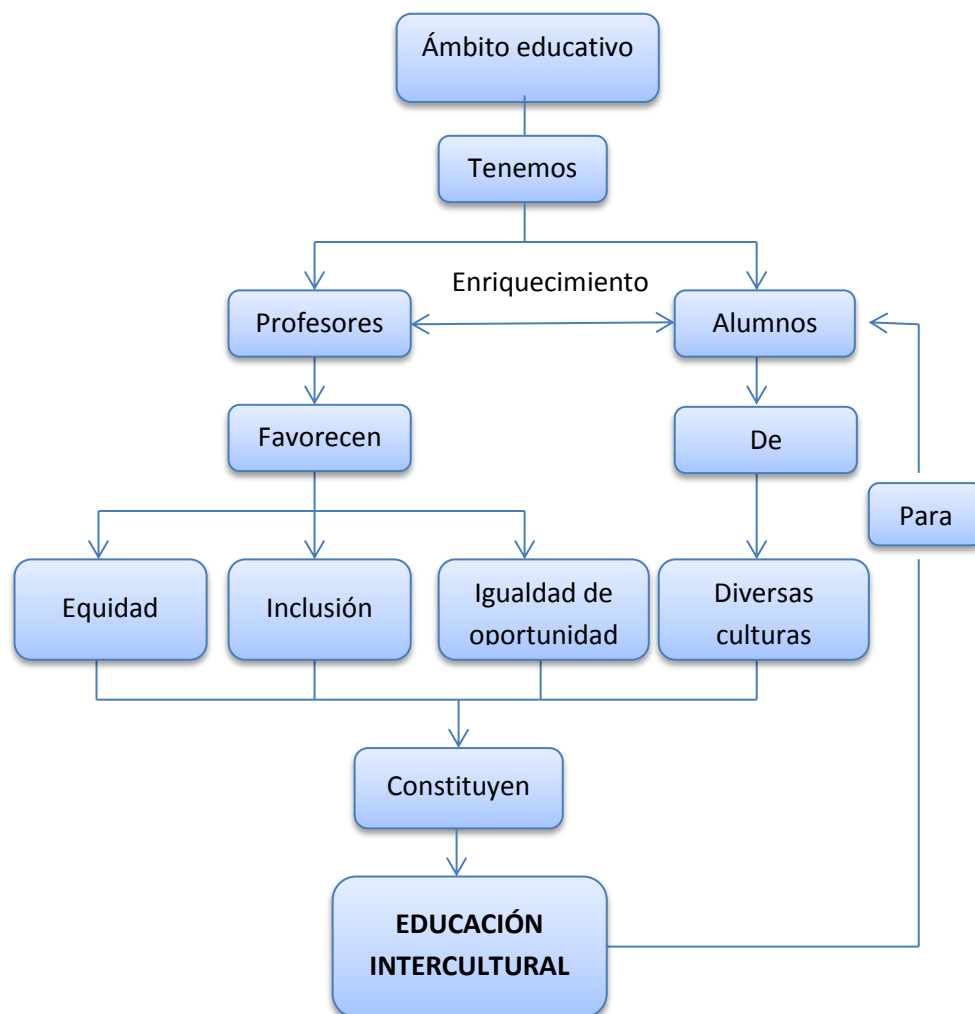 Ámbito educativo
Tenemos
Enriquecimiento
Profesores
Alumnos
Favorecen
De
Para
Equidad
Inclusión
Igualdad de
oportunidad
Diversas
culturas
Constituyen
EDUCACIÓN
INTERCULTURAL